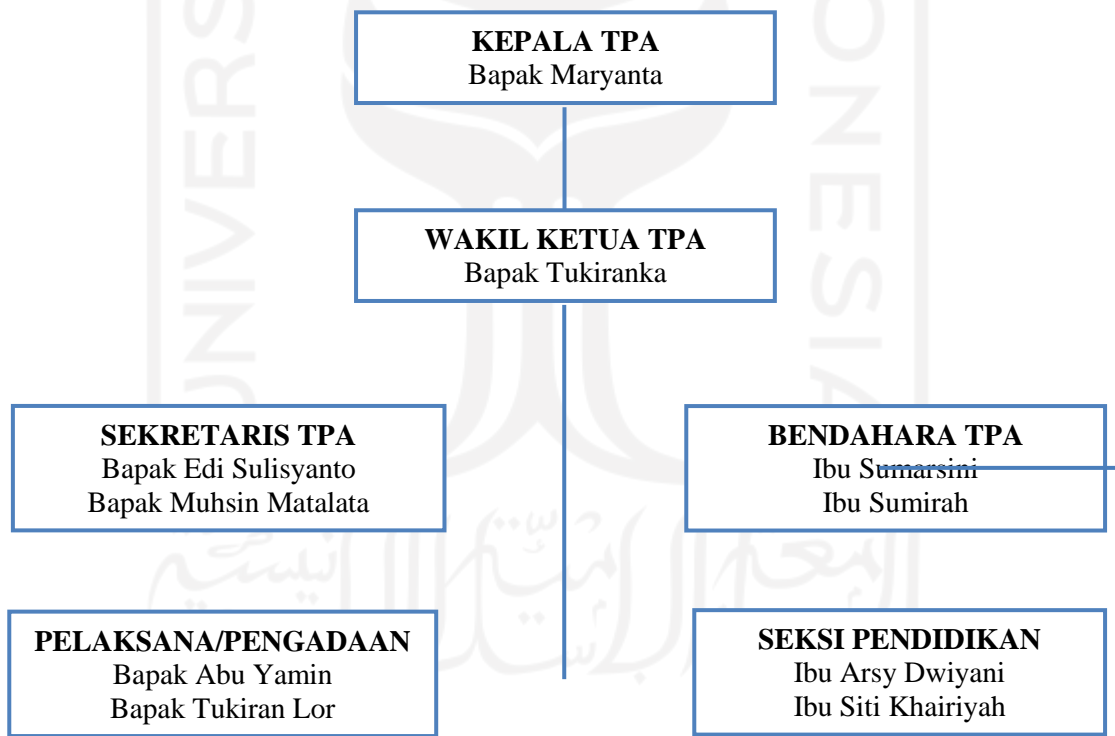 KEPALA TPA
Bapak Maryanta
WAKIL KETUA TPA
Bapak Tukiranka
SEKRETARIS TPA
Bapak Edi Sulisyanto
Bapak Muhsin Matalata
BENDAHARA TPA
Ibu Sumarsini
Ibu Sumirah
PELAKSANA/PENGADAAN
Bapak Abu Yamin
Bapak Tukiran Lor
SEKSI PENDIDIKAN
Ibu Arsy Dwiyani
Ibu Siti Khairiyah